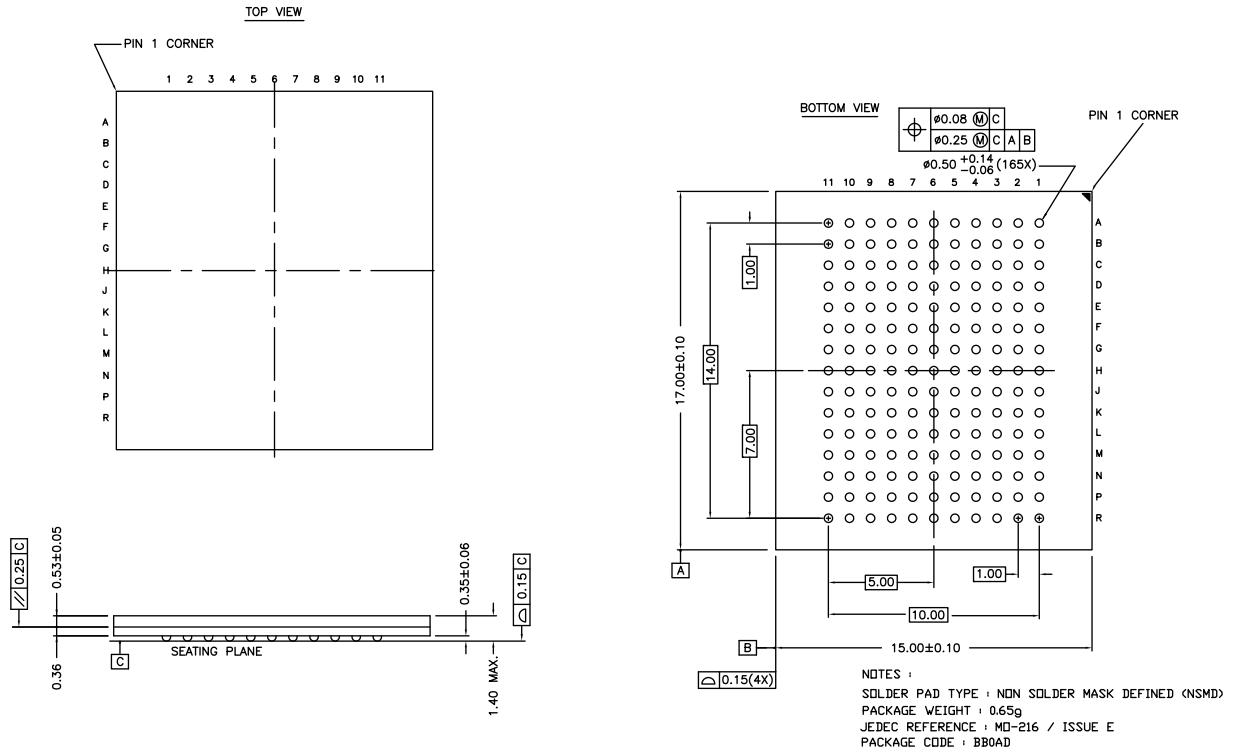 TOP VIEW
PIN 1 CORNER
1 2 3 4 5 6 7 8 9 10 11
A
B
C
D
E
F
G
H
J
K
L
M
N
P
R
BOTTOM VIEW
⌀0.08 Ⓜ C
⌀0.25 Ⓜ C A B
⌀0.50 +0.14 -0.06 (165X)
PIN 1 CORNER
11 10 9 8 7 6 5 4 3 2 1
A
B
C
D
E
F
G
H
J
K
L
M
N
P
R
1.00
17.00±0.10
14.00
7.00
A
5.00
1.00
10.00
B
15.00±0.10
0.15(4X)
// 0.25 C
0.53±0.05
0.35±0.06
0.15 C
C
SEATING PLANE
0.36
1.40 MAX.
NOTES :
SOLDER PAD TYPE : NON SOLDER MASK DEFINED (NSMD)
PACKAGE WEIGHT : 0.65g
JEDEC REFERENCE : MO-216 / ISSUE E
PACKAGE CODE : BB0AD